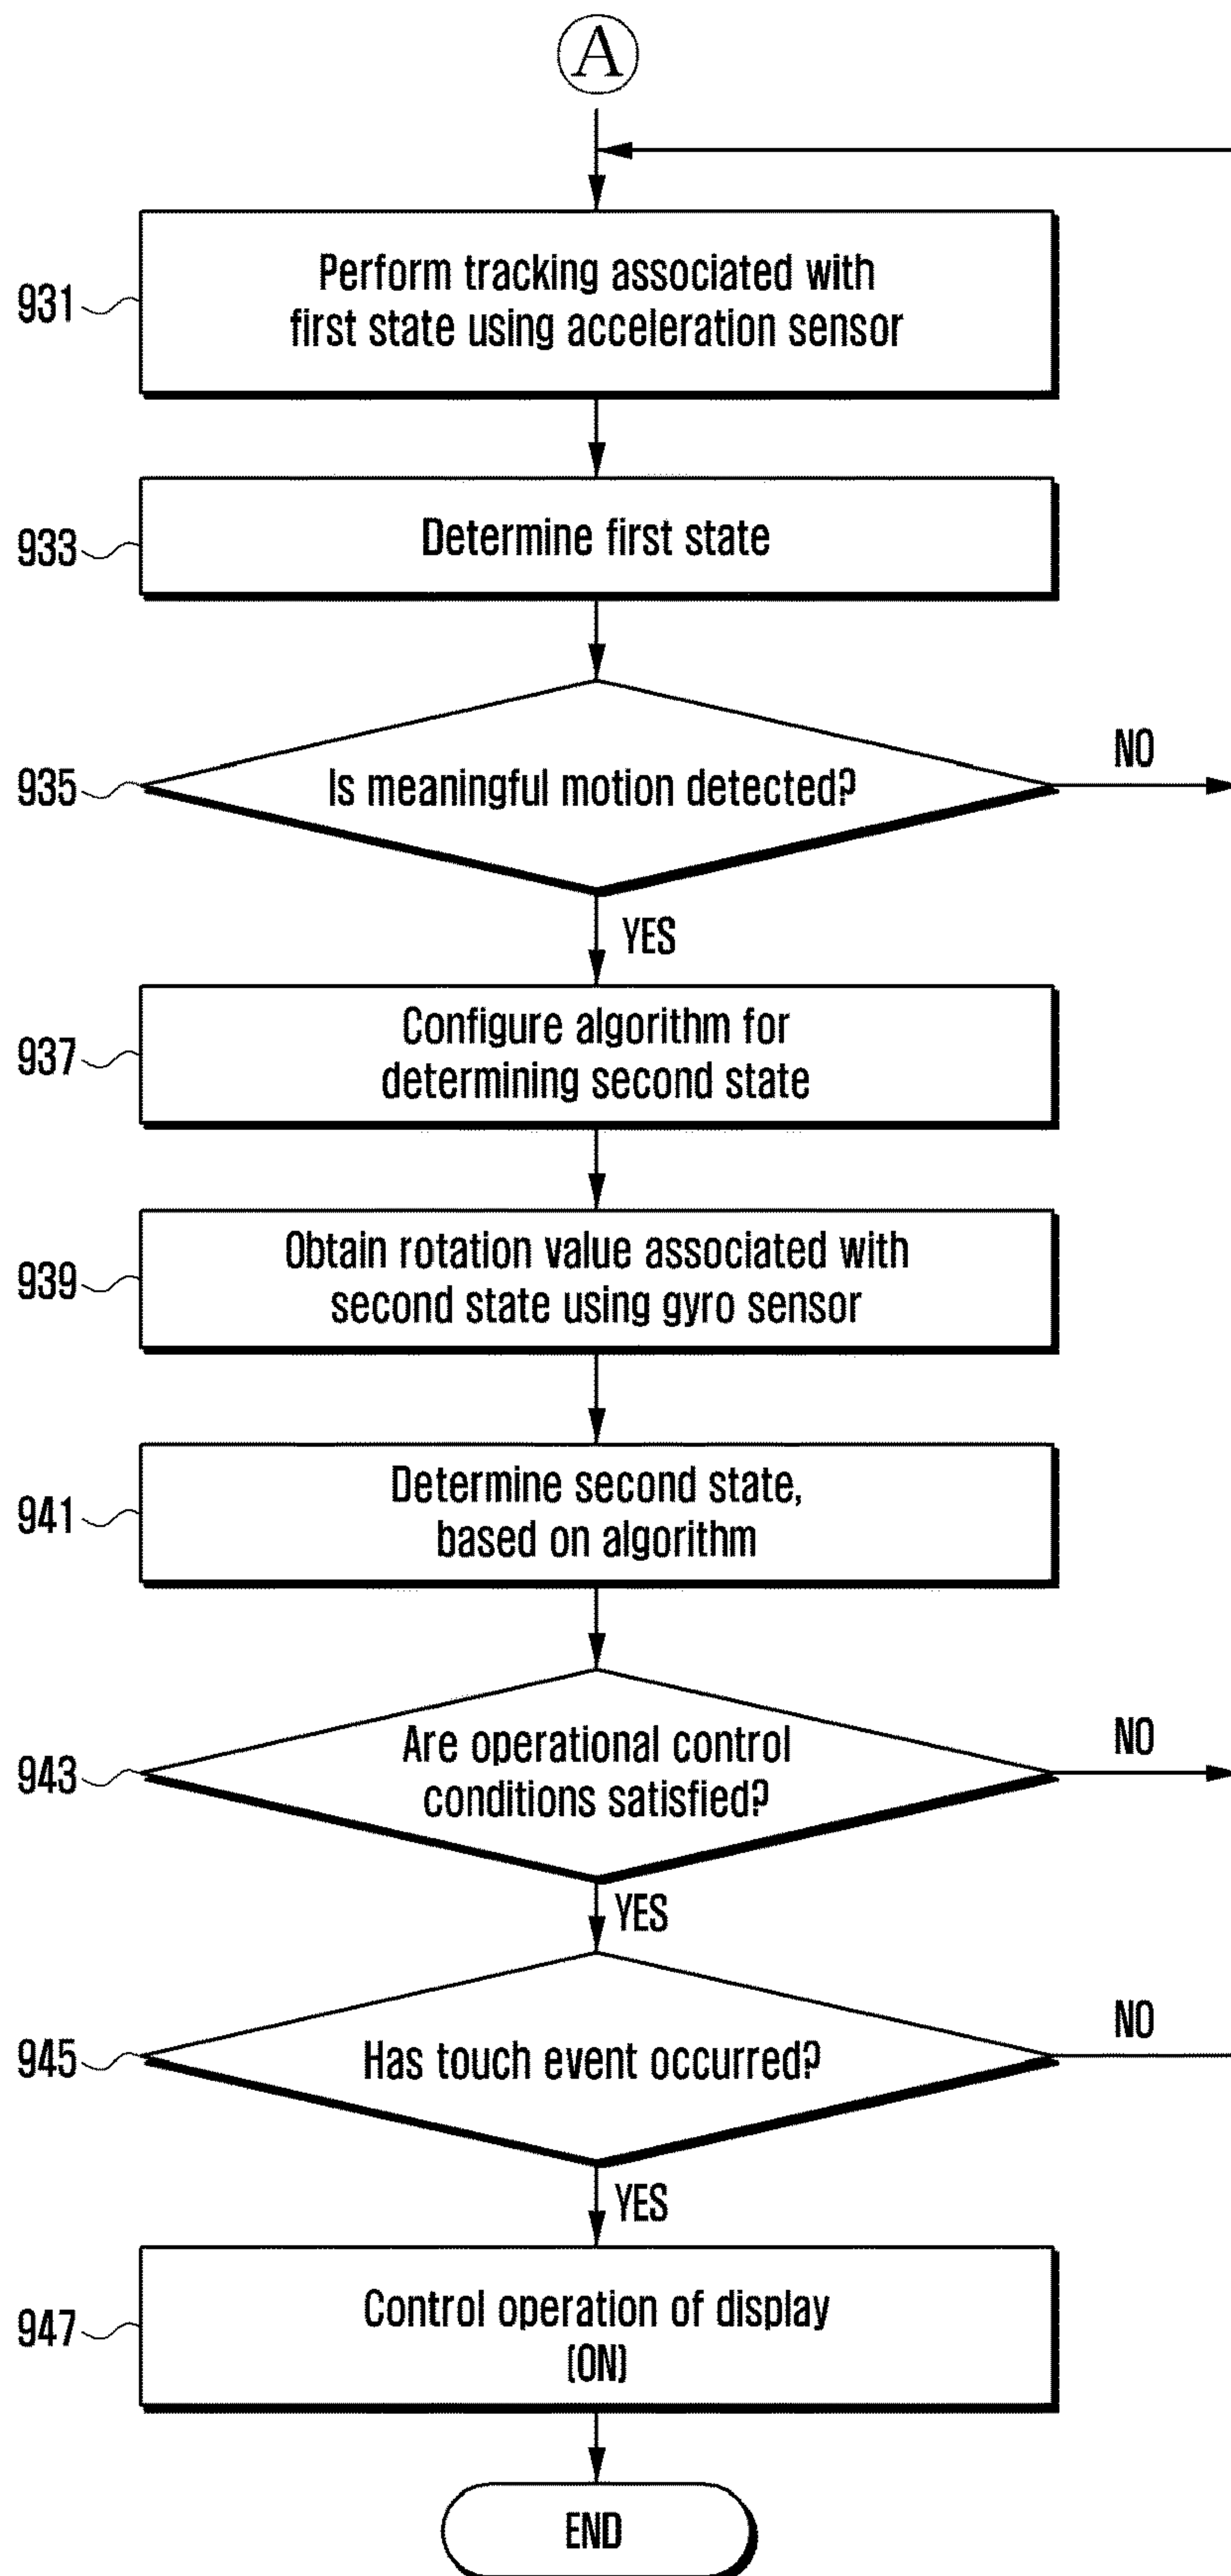 A
931
Perform tracking associated with
first state using acceleration sensor
933
Determine first state
935
Is meaningful motion detected?
NO
YES
937
Configure algorithm for
determining second state
939
Obtain rotation value associated with
second state using gyro sensor
941
Determine second state,
based on algorithm
943
Are operational control
conditions satisfied?
NO
YES
945
Has touch event occurred?
NO
YES
947
Control operation of display
(ON)
END